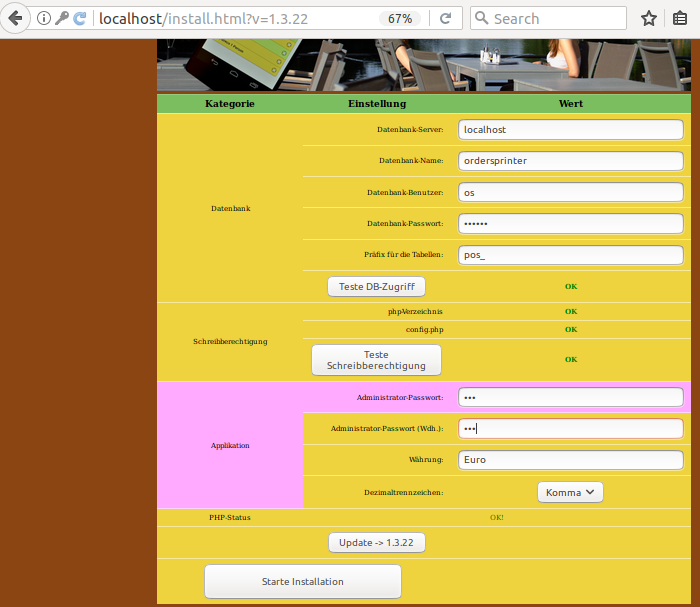 localhost/install.html?v=1.3.22 67% Search
Kategorie Einstellung Wert
Datenbank-Server: localhost
Datenbank-Name: ordersprinter
Datenbank-Benutzer: os
Datenbank
Datenbank-Passwort: ••••••
Präfix für die Tabellen: pos_
Teste DB-Zugriff OK
php-Verzeichnis OK
Schreibberechtigung config.php OK
Teste
Schreibberechtigung OK
Administrator-Passwort: •••
Administrator-Passwort (Wdh.): •••
Applikation
Währung: Euro
Dezimaltrennzeichen: Komma
PHP-Status OK!
Update -> 1.3.22
Starte Installation